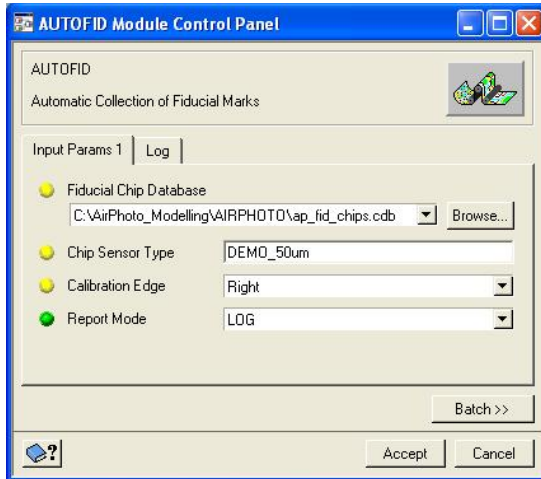 AUTOFID Module Control Panel
AUTOFID
Automatic Collection of Fiducial Marks
Input Params 1 Log
Fiducial Chip Database
C:\AirPhoto_Modelling\AIRPHOTO\ap_fid_chips.cdb Browse...
Chip Sensor Type DEMO_50um
Calibration Edge Right
Report Mode LOG
Batch >>
? Accept Cancel